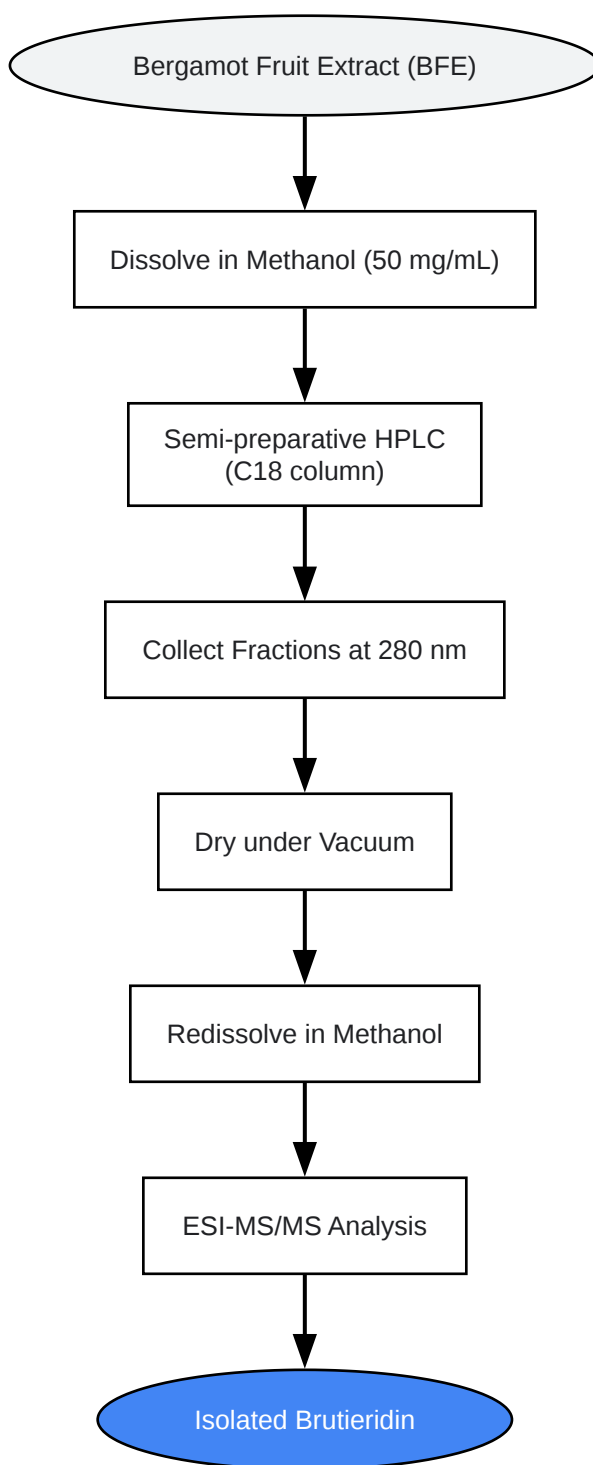 Bergamot Fruit Extract (BFE)
Dissolve in Methanol (50 mg/mL)
Semi-preparative HPLC
(C18 column)
Collect Fractions at 280 nm
Dry under Vacuum
Redissolve in Methanol
ESI-MS/MS Analysis
Isolated Brutieridin